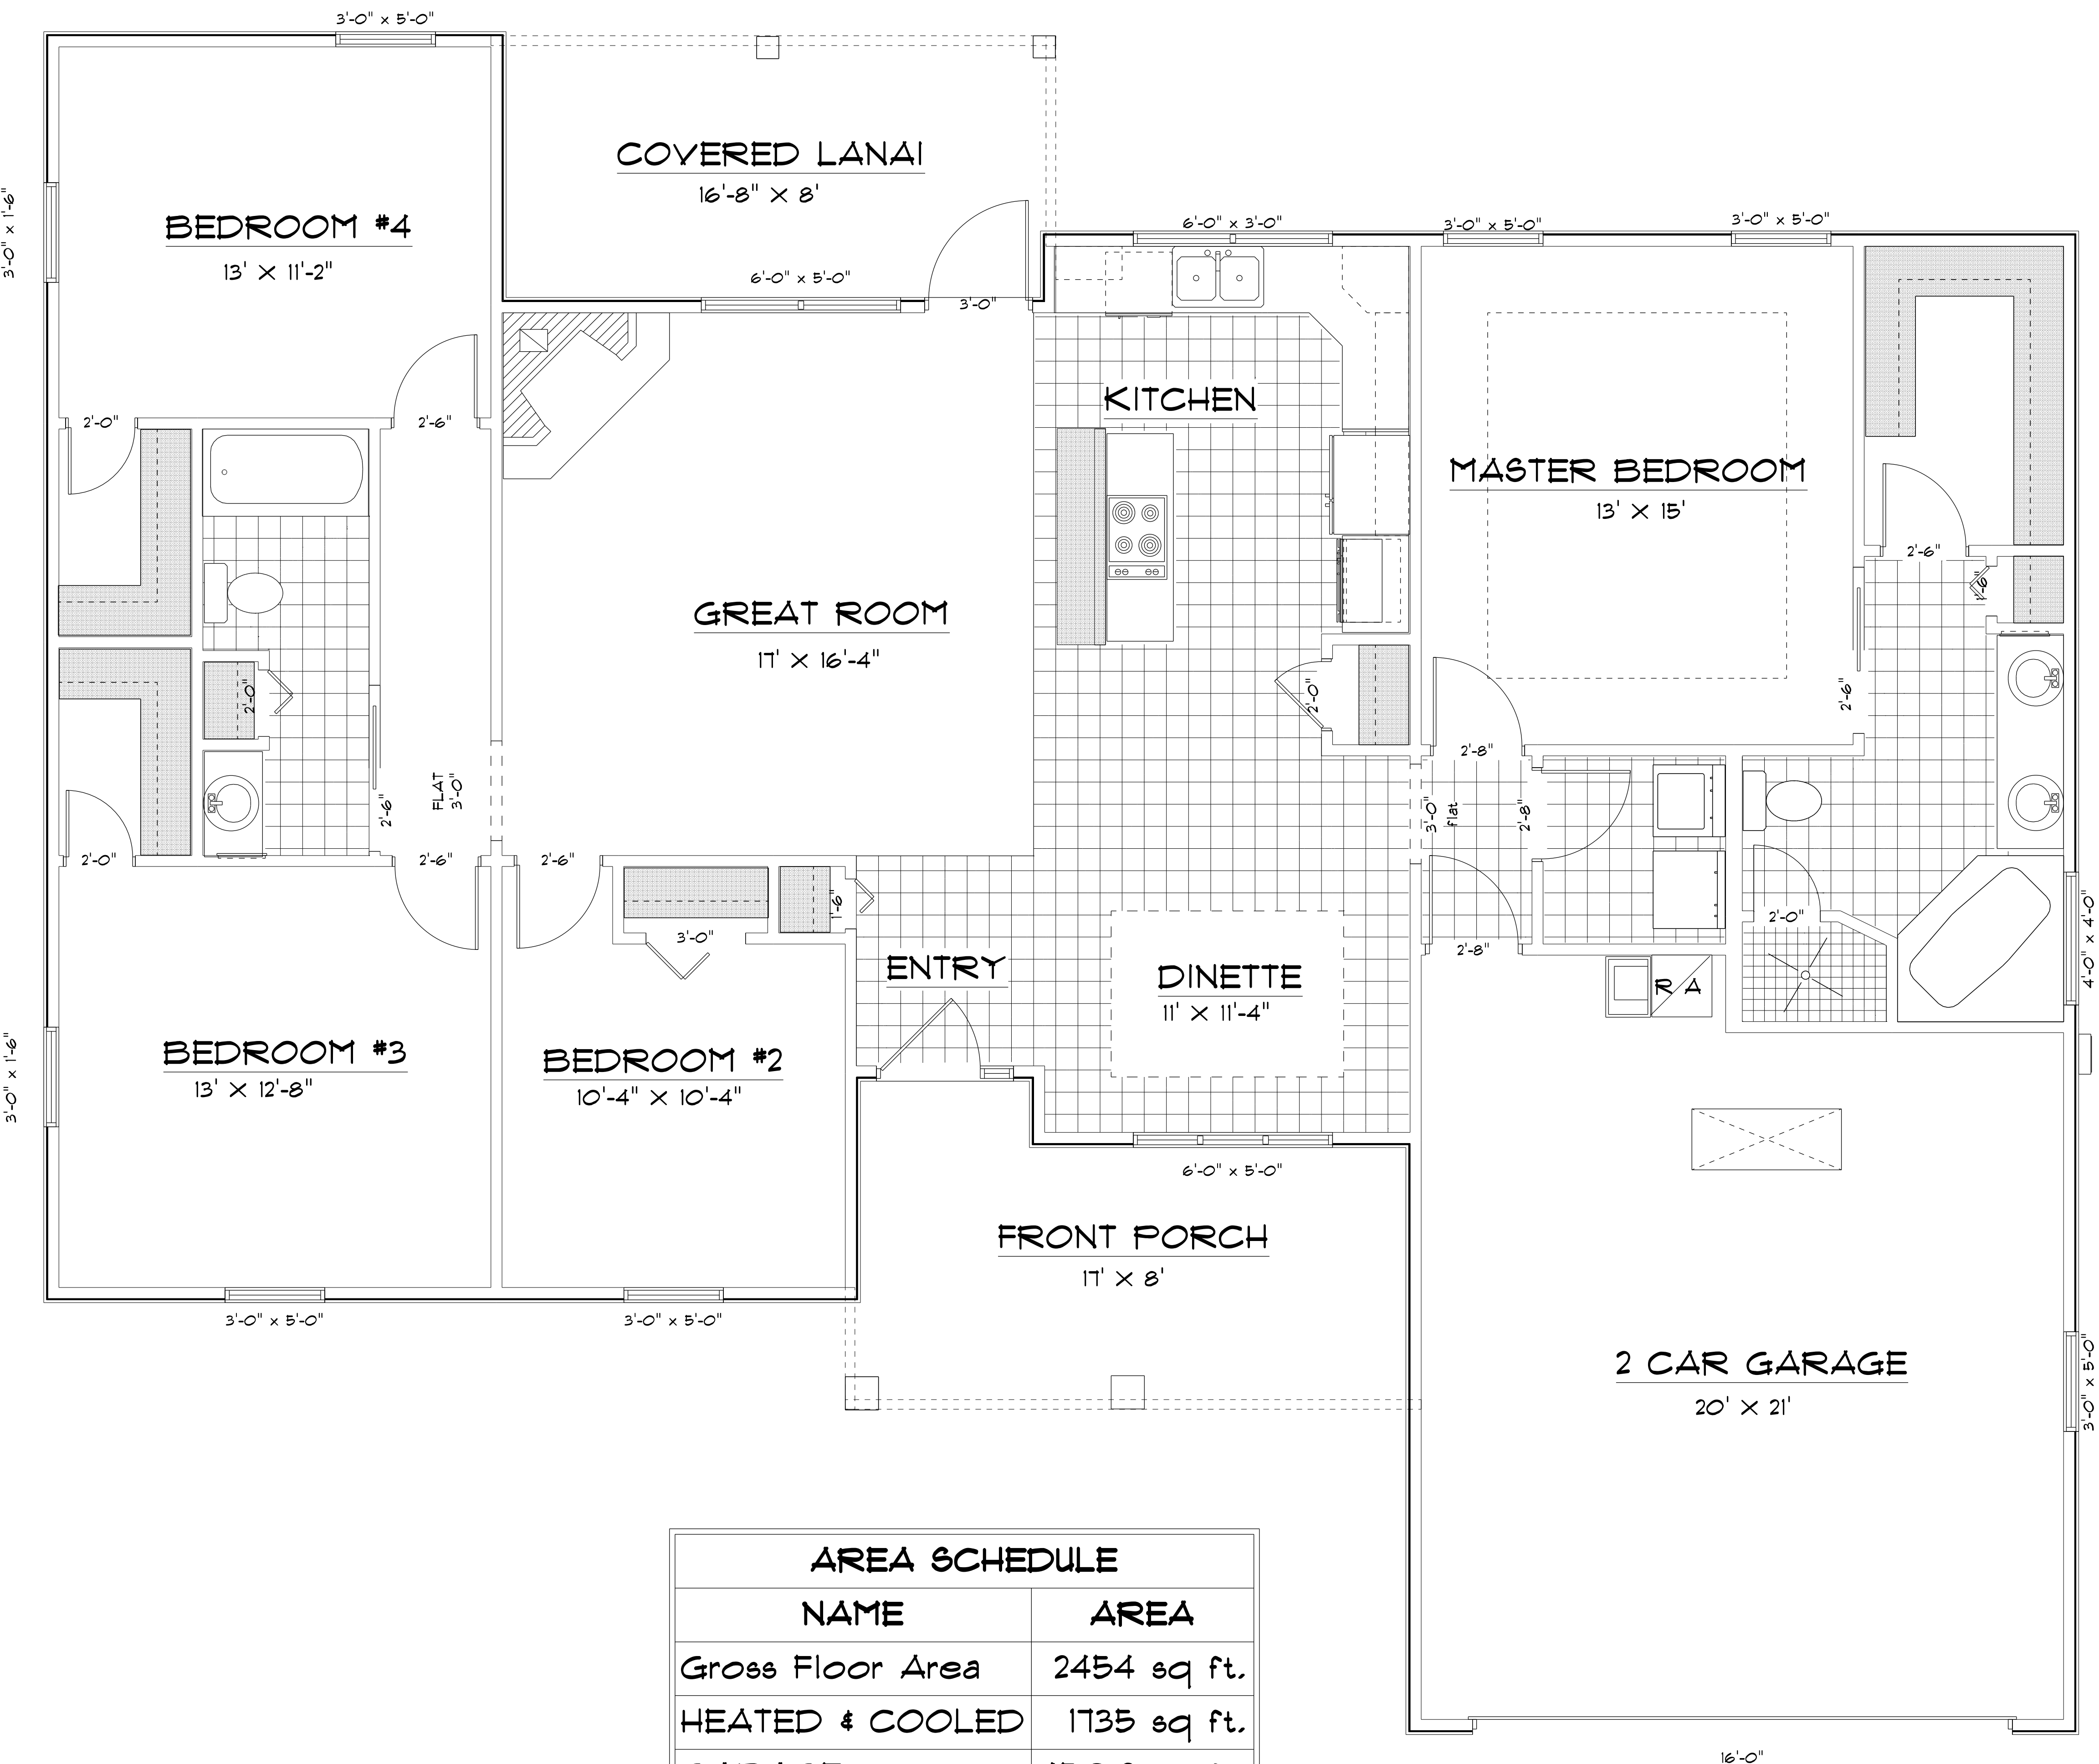 3'-0" x 5'-0"
COVERED LANAI
16'-8" X 8'
3'-0" x 1'-6"
BEDROOM #4
13' X 11'-2"
6'-0" x 5'-0"
3'-0"
6'-0" x 3'-0"
3'-0" x 5'-0"
3'-0" x 5'-0"
KITCHEN
2'-0"
2'-6"
MASTER BEDROOM
13' X 15'
2'-6"
GREAT ROOM
17' X 16'-4"
2'-0"
2'-0"
2'-6"
2'-8"
FLAT
3'-0"
2'-6"
3'-0"
flat
2'-8"
2'-0"
2'-6"
2'-6"
1'-6"
3'-0"
2'-0"
2'-8"
4'-0" x 4'-0"
ENTRY
DINETTE
11' X 11'-4"
R A
3'-0" x 1'-6"
BEDROOM #3
13' X 12'-8"
BEDROOM #2
10'-4" X 10'-4"
6'-0" x 5'-0"
FRONT PORCH
17' X 8'
3'-0" x 5'-0"
3'-0" x 5'-0"
2 CAR GARAGE
20' X 21'
3'-0" x 5'-0"
AREA SCHEDULE
NAME AREA
Gross Floor Area 2454 sq ft.
HEATED & COOLED 1735 sq ft.
16'-0"